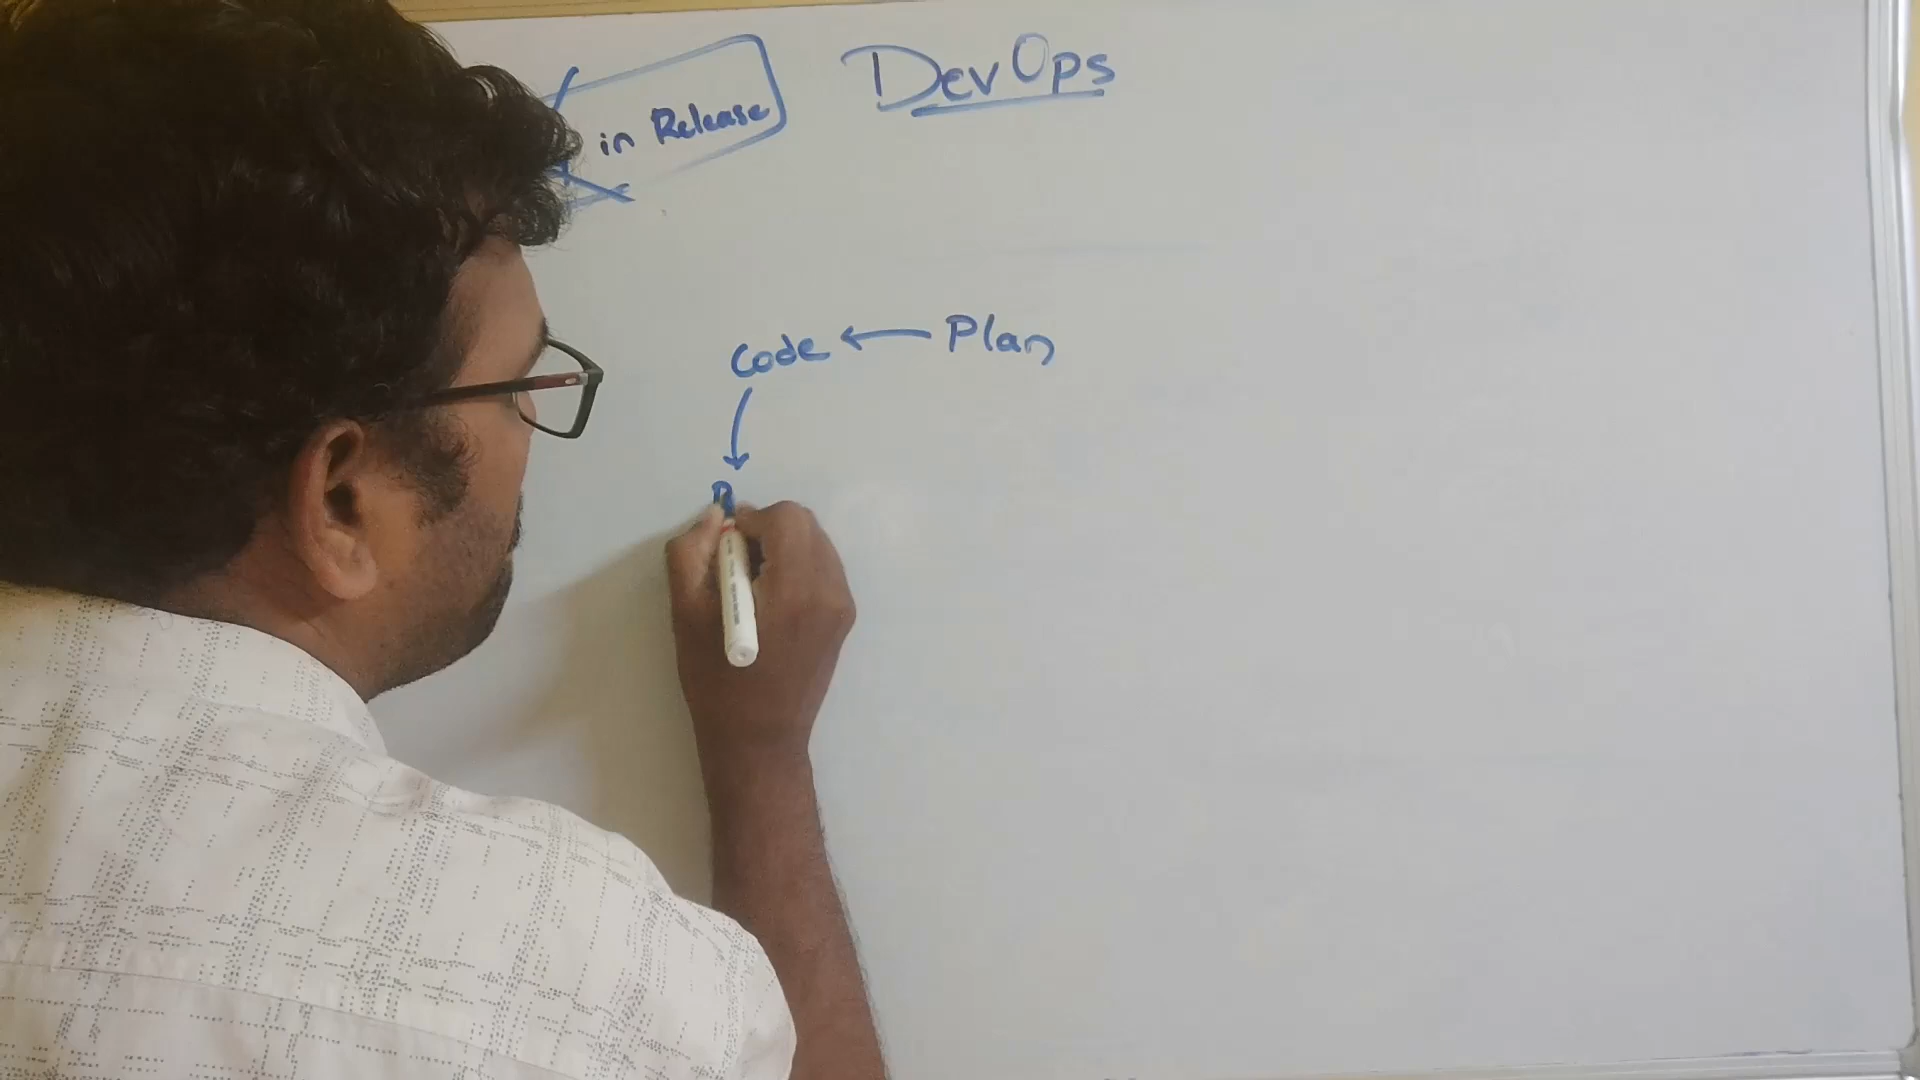 DevOps
in Release
Code ← Plan